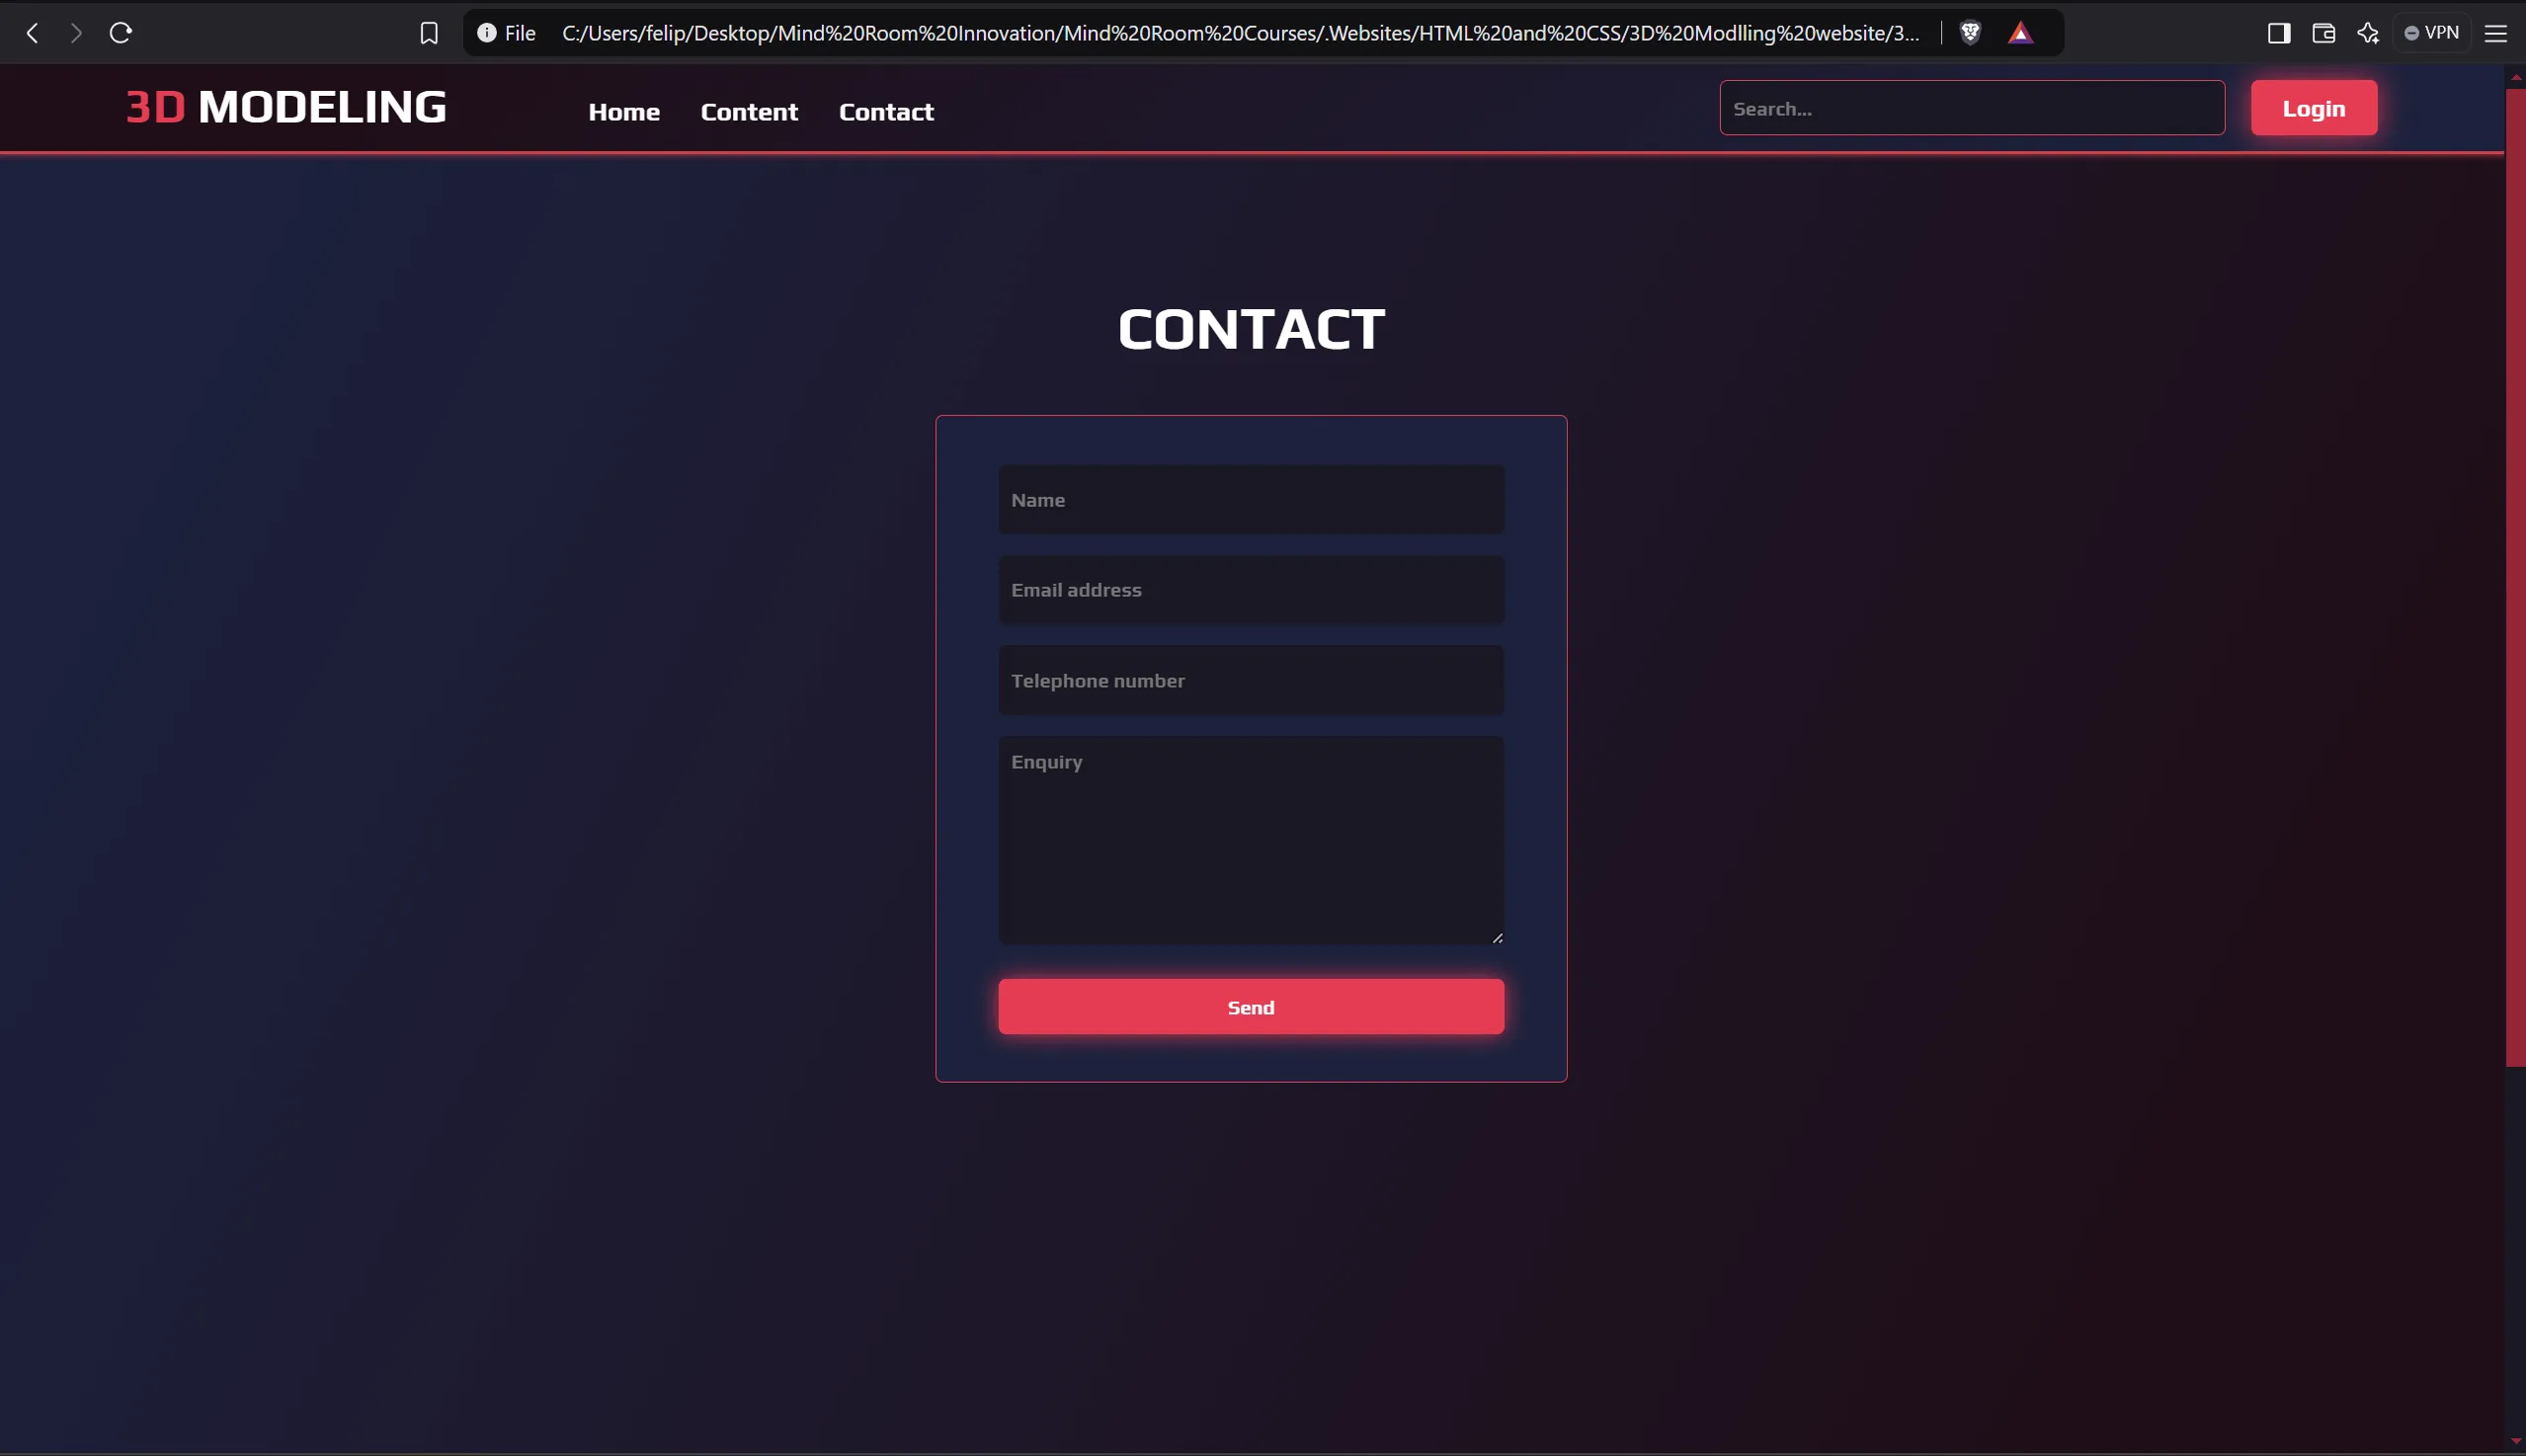 File C:/Users/felip/Desktop/Mind%20Room%20Innovation/Mind%20Room%20Courses/.Websites/HTML%20and%20CSS/3D%20Modlling%20website/3... VPN
3D MODELING Home Content Contact Search... Login
CONTACT
Name
Email address
Telephone number
Enquiry
Send